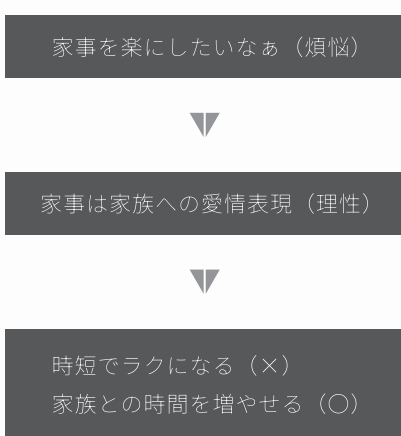 家事を楽にしたいなぁ（煩悩）
家事は家族への愛情表現（理性）
時短でラクになる（×）
家族との時間を増やせる（〇）